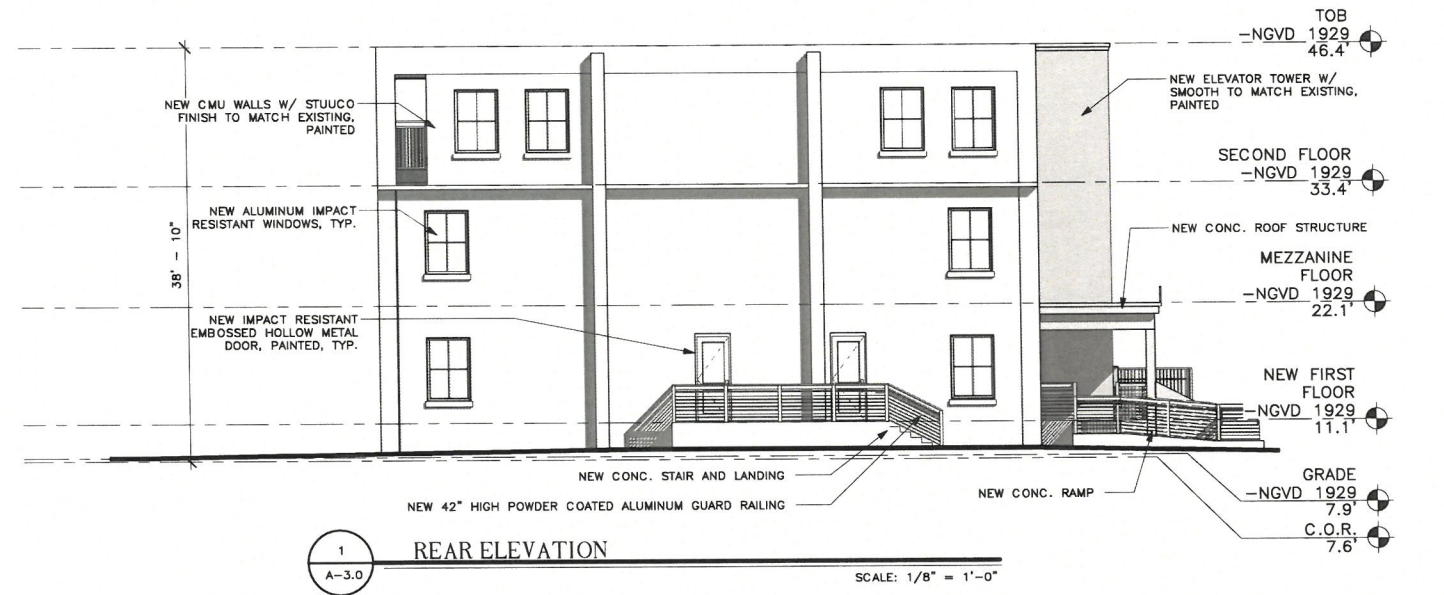 TOB
-NGVD 1929
46.4'
NEW CMU WALLS W/ STUUCO
FINISH TO MATCH EXISTING,
PAINTED
NEW ELEVATOR TOWER W/
SMOOTH TO MATCH EXISTING,
PAINTED
SECOND FLOOR
-NGVD 1929
33.4'
NEW ALUMINUM IMPACT
RESISTANT WINDOWS, TYP.
38' - 10"
NEW CONC. ROOF STRUCTURE
MEZZANINE
FLOOR
-NGVD 1929
22.1'
NEW IMPACT RESISTANT
EMBOSSED HOLLOW METAL
DOOR, PAINTED, TYP.
NEW FIRST
FLOOR
-NGVD 1929
11.1'
NEW CONC. STAIR AND LANDING
NEW 42" HIGH POWDER COATED ALUMINUM GUARD RAILING
NEW CONC. RAMP
GRADE
-NGVD 1929
7.9'
C.O.R.
7.6'
1
A-3.0
REAR ELEVATION
SCALE: 1/8" = 1'-0"